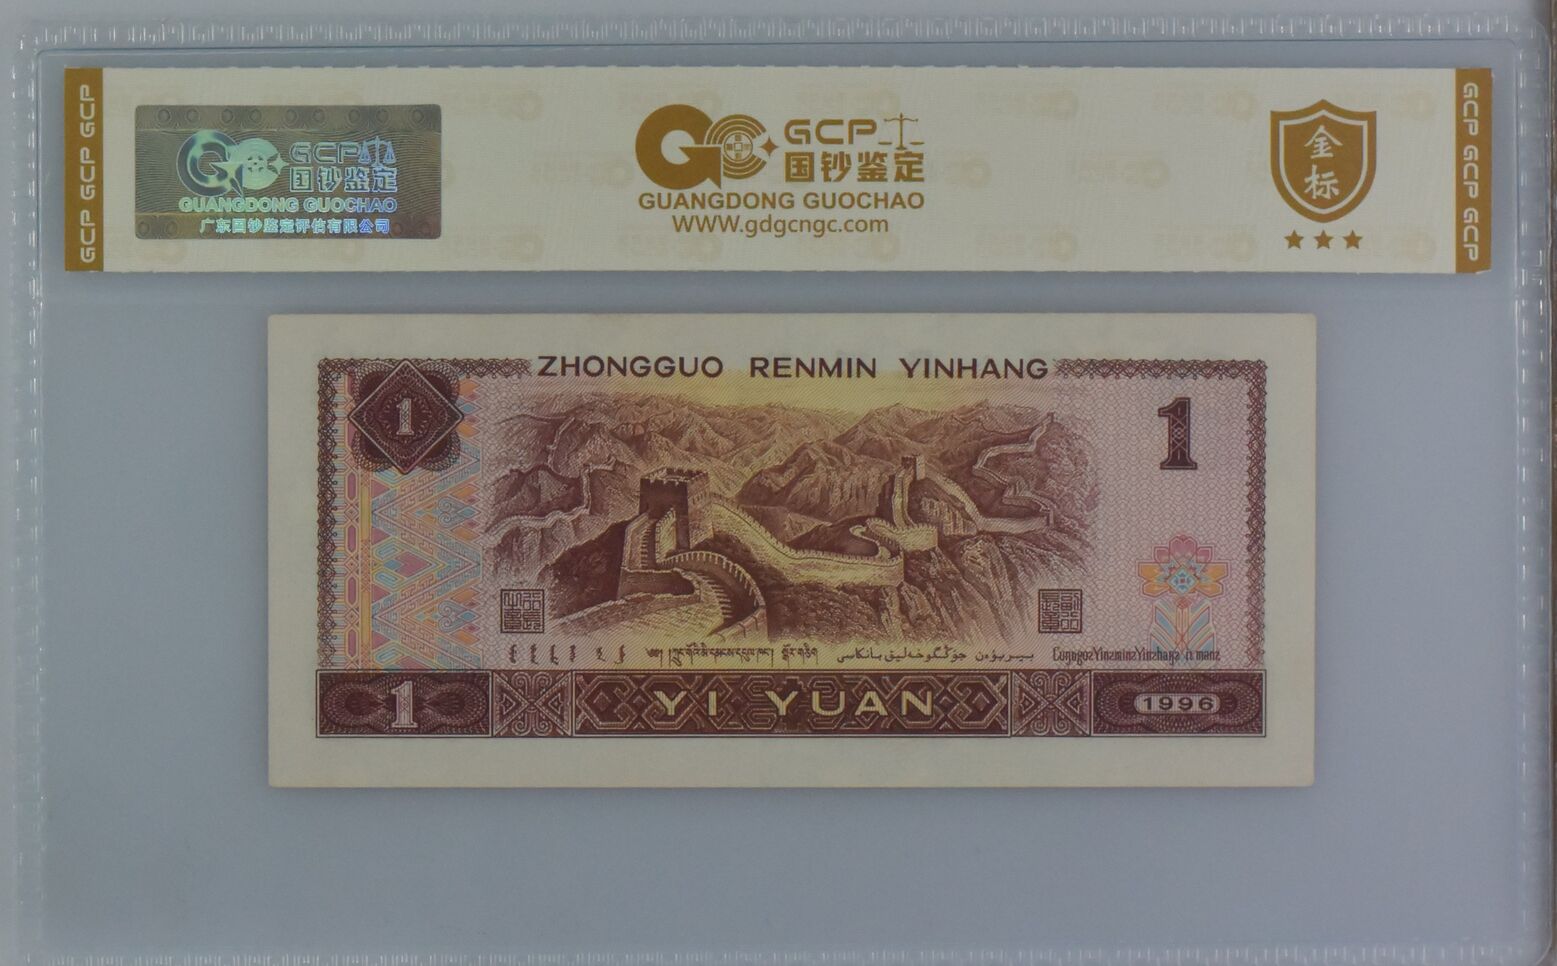 GCP GCP GCP
GCP
国钞鉴定
GUANGDONG GUOCHAO
广东国钞鉴定评估有限公司
GCP
国钞鉴定
GUANGDONG GUOCHAO
WWW.gdgcngc.com
金标
GCP GCP GCP
ZHONGGUO RENMIN YINHANG
1
1
YI YUAN
1
1996